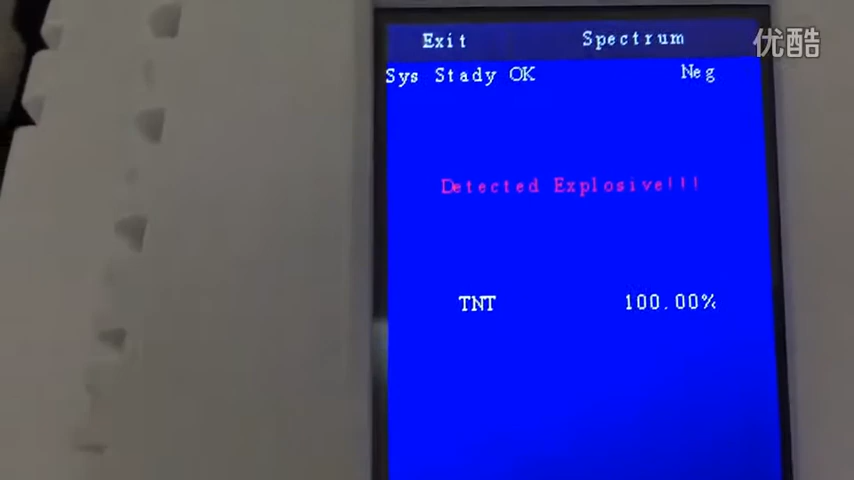 Exit Spectrum
优酷
Sys Stady OK Neg
Detected Explosive!!!
TNT 100.00%